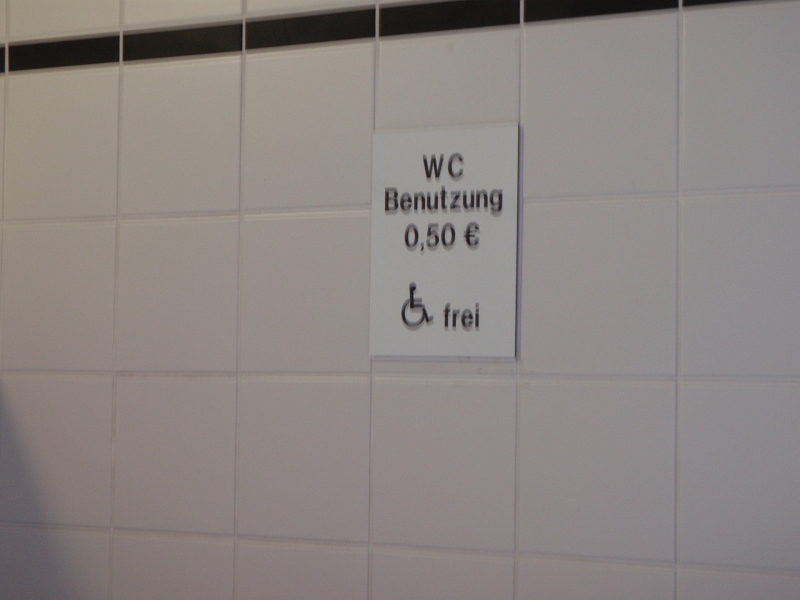 WC
Benutzung
0,50 €
frei